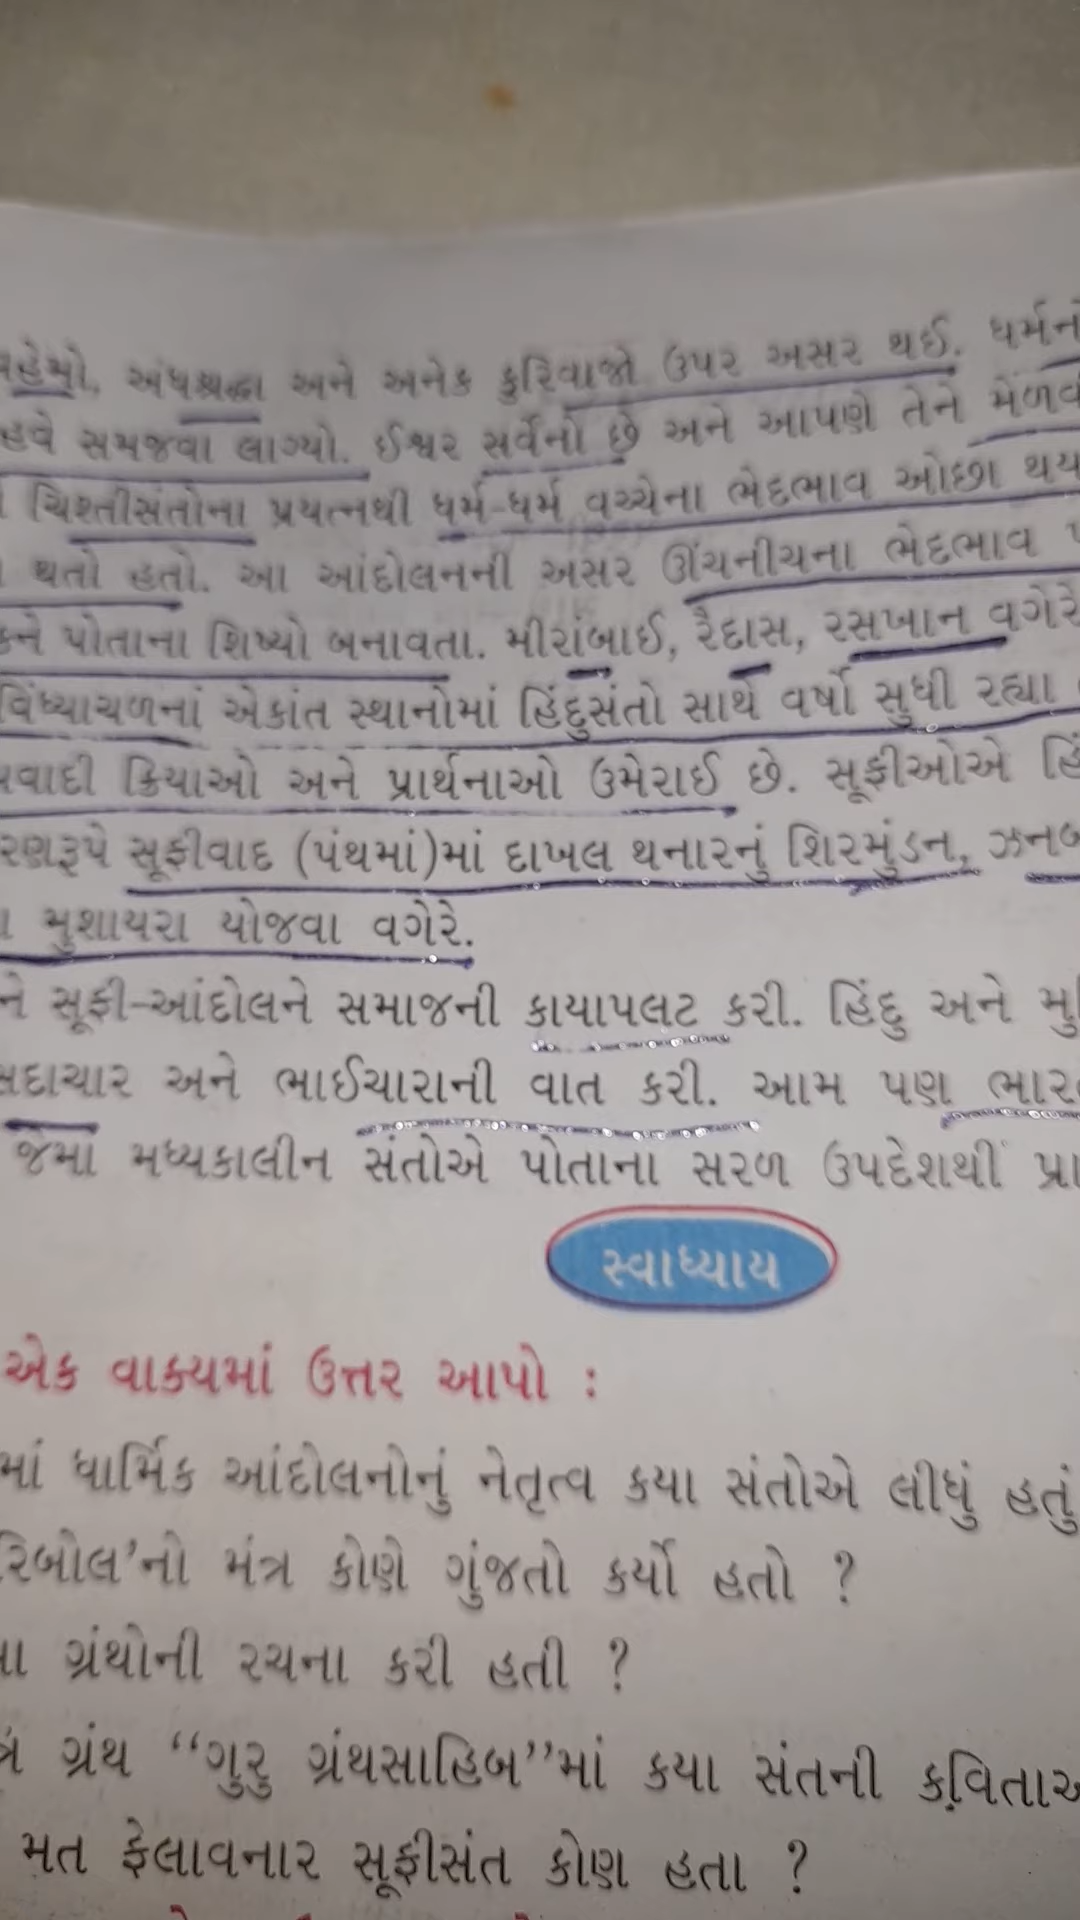 અંધશ્રદ્ધા અને અનેક કુરિવાજો ઉપર અસર થઈ. ધર્મન
હવે સમજવા લાગ્યો. ઈશ્વર સર્વેનો છે અને આપણે તેને મેળવ
ચિશ્તીસંતોના પ્રયત્નથી ધર્મ-ધર્મ વચ્ચેના ભેદભાવ ઓછા થય
થતો હતો. આ આંદોલનની અસર ઊંચનીચના ભેદભાવ
પોતાના શિષ્યો બનાવતા. મીરાંબાઈ, રૈદાસ, રસખાન વગેરે
વિંધ્યાચળનાં એકાંત સ્થાનોમાં હિંદુસંતો સાથે વર્ષો સુધી રહ્યા
વાદી ક્રિયાઓ અને પ્રાર્થનાઓ ઉમેરાઈ છે. સૂફીઓએ હિં
રણરૂપે સૂફીવાદ (પંથમાં)માં દાખલ થનારનું શિરમુંડન, ઝનબ
મુશાયરા યોજવા વગેરે.
ને સૂફી-આંદોલને સમાજની કાયાપલટ કરી. હિંદુ અને મુ
સદાચાર અને ભાઈચારાની વાત કરી. આમ પણ ભાર
જેમાં મધ્યકાલીન સંતોએ પોતાના સરળ ઉપદેશથી પ્રા
સ્વાધ્યાય
એક વાક્યમાં ઉત્તર આપો :
માં ધાર્મિક આંદોલનોનું નેતૃત્વ કયા સંતોએ લીધું હતું
રિબોલ’નો મંત્ર કોણે ગુંજતો કર્યો હતો ?
ગ્રંથોની રચના કરી હતી ?
ગ્રંથ “ગુરુ ગ્રંથસાહિબ”માં કયા સંતની કવિતા
મત ફેલાવનાર સૂફીસંત કોણ હતા ?